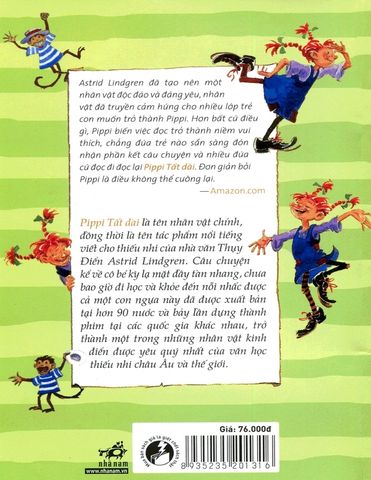 Astrid Lindgren đã tạo nên một
nhân vật độc đáo và đáng yêu, nhân
vật đã truyền cảm hứng cho nhiều lớp trẻ
con muốn trở thành Pippi. Hơn bất cứ điều
gì, Pippi biến việc đọc trở thành niềm vui
thích, chẳng đứa trẻ nào sẵn sàng đón
nhận phần kết câu chuyện và nhiều đứa
cứ đọc đi đọc lại Pippi Tất dài. Đơn giản bởi
Pippi là điều không thể cưỡng lại.
— Amazon.com
Pippi Tất dài là tên nhân vật chính,
đồng thời là tên tác phẩm nổi tiếng
viết cho thiếu nhi của nhà văn Thụy
Điển Astrid Lindgren. Câu chuyện
kể về cô bé kỳ lạ mặt đầy tàn nhang, chưa
bao giờ đi học và khỏe đến nỗi nhấc được
cả một con ngựa này đã được xuất bản
tại hơn 90 nước và bảy lần dựng thành
phim tại các quốc gia khác nhau, trở
thành một trong những nhân vật kinh
điển được yêu quý nhất của văn học
thiếu nhi châu Âu và thế giới.
Giá: 76.000đ
nhã nam
www.nhanam.vn
8935235201316